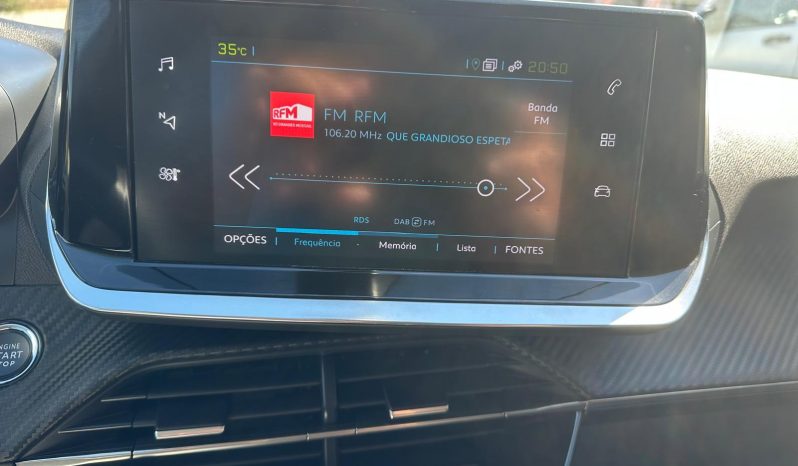 35°C
20:50
RFM
FM RFM
106.20 MHz QUE GRANDIOSO ESPETA
Banda
FM
N
RDS
DAB FM
OPÇÕES Frequência Memória Lista FONTES
ENGINE
START
STOP